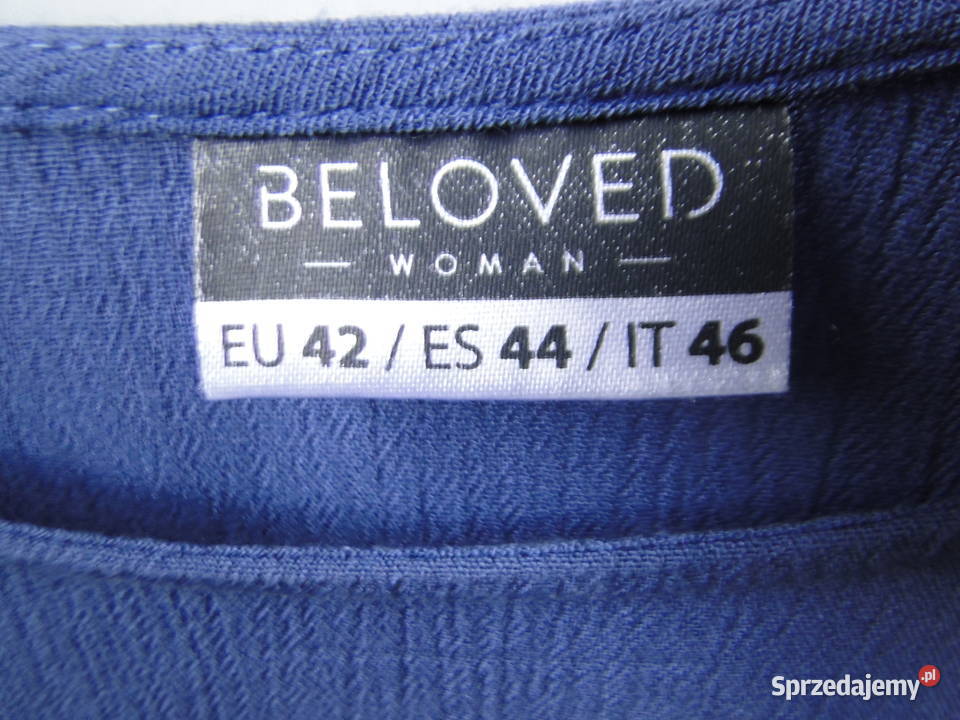 BELOVED
— WOMAN —
EU 42 / ES 44 / IT 46
Sprzedajemy.pl